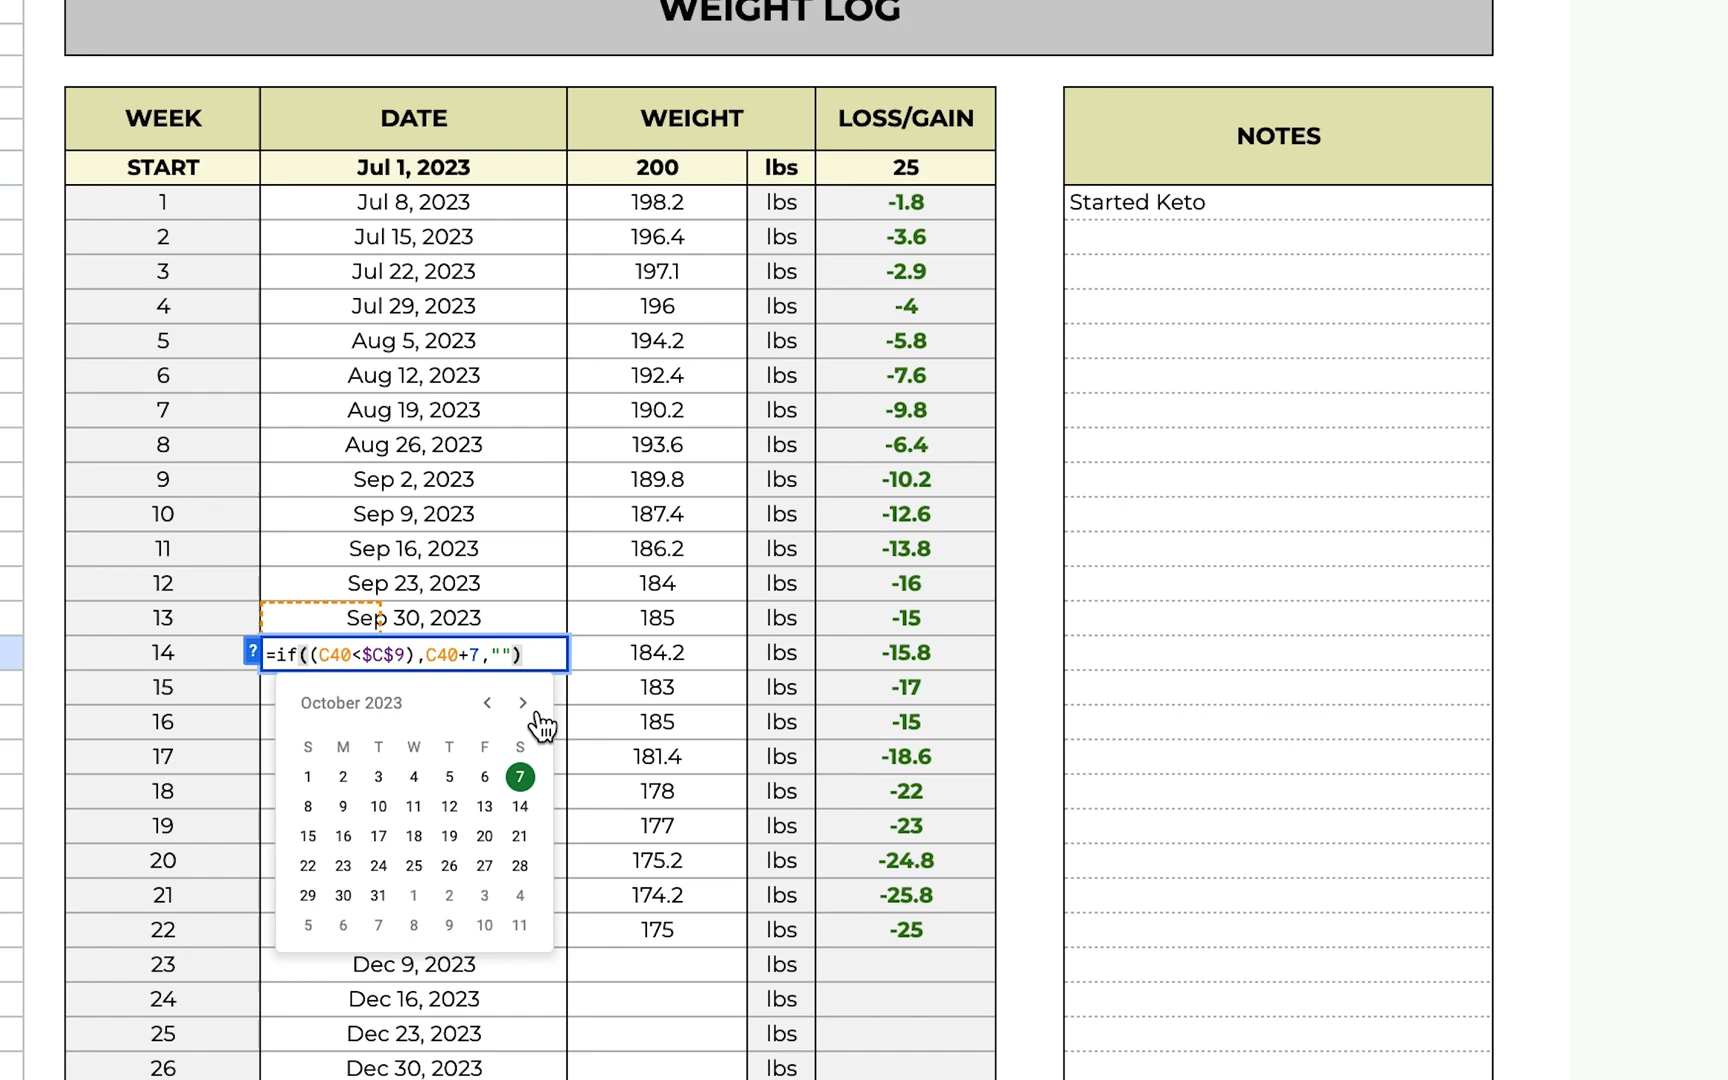 WEIGHT LOG
WEEK DATE WEIGHT LOSS/GAIN NOTES
START Jul 1, 2023 200 lbs 25
1 Jul 8, 2023 198.2 lbs -1.8 Started Keto
2 Jul 15, 2023 196.4 lbs -3.6
3 Jul 22, 2023 197.1 lbs -2.9
4 Jul 29, 2023 196 lbs -4
5 Aug 5, 2023 194.2 lbs -5.8
6 Aug 12, 2023 192.4 lbs -7.6
7 Aug 19, 2023 190.2 lbs -9.8
8 Aug 26, 2023 193.6 lbs -6.4
9 Sep 2, 2023 189.8 lbs -10.2
10 Sep 9, 2023 187.4 lbs -12.6
11 Sep 16, 2023 186.2 lbs -13.8
12 Sep 23, 2023 184 lbs -16
13 Sep 30, 2023 185 lbs -15
14 ? =if((C40<$C$9),C40+7,"") 184.2 lbs -15.8
15 183 lbs -17
October 2023
16 185 lbs -15
S M T W T F S
17 181.4 lbs -18.6
1 2 3 4 5 6 7
18 178 lbs -22
8 9 10 11 12 13 14
19 177 lbs -23
15 16 17 18 19 20 21
20 175.2 lbs -24.8
22 23 24 25 26 27 28
21 174.2 lbs -25.8
29 30 31 1 2 3 4
22 175 lbs -25
5 6 7 8 9 10 11
23 Dec 9, 2023 lbs
24 Dec 16, 2023 lbs
25 Dec 23, 2023 lbs
26 Dec 30, 2023 lbs